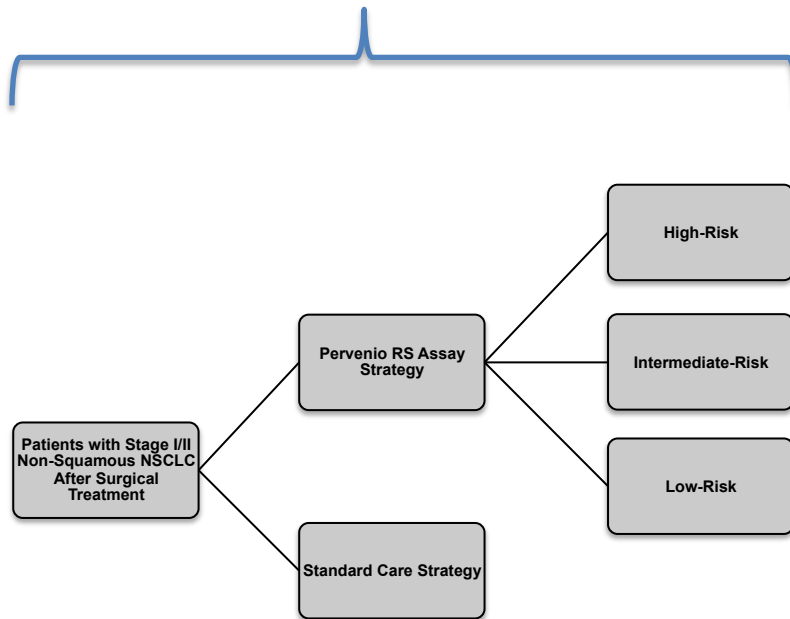 High-Risk
Pervenio RS Assay
Strategy
Intermediate-Risk
Patients with Stage I/II
Non-Squamous NSCLC
After Surgical
Treatment
Low-Risk
Standard Care Strategy